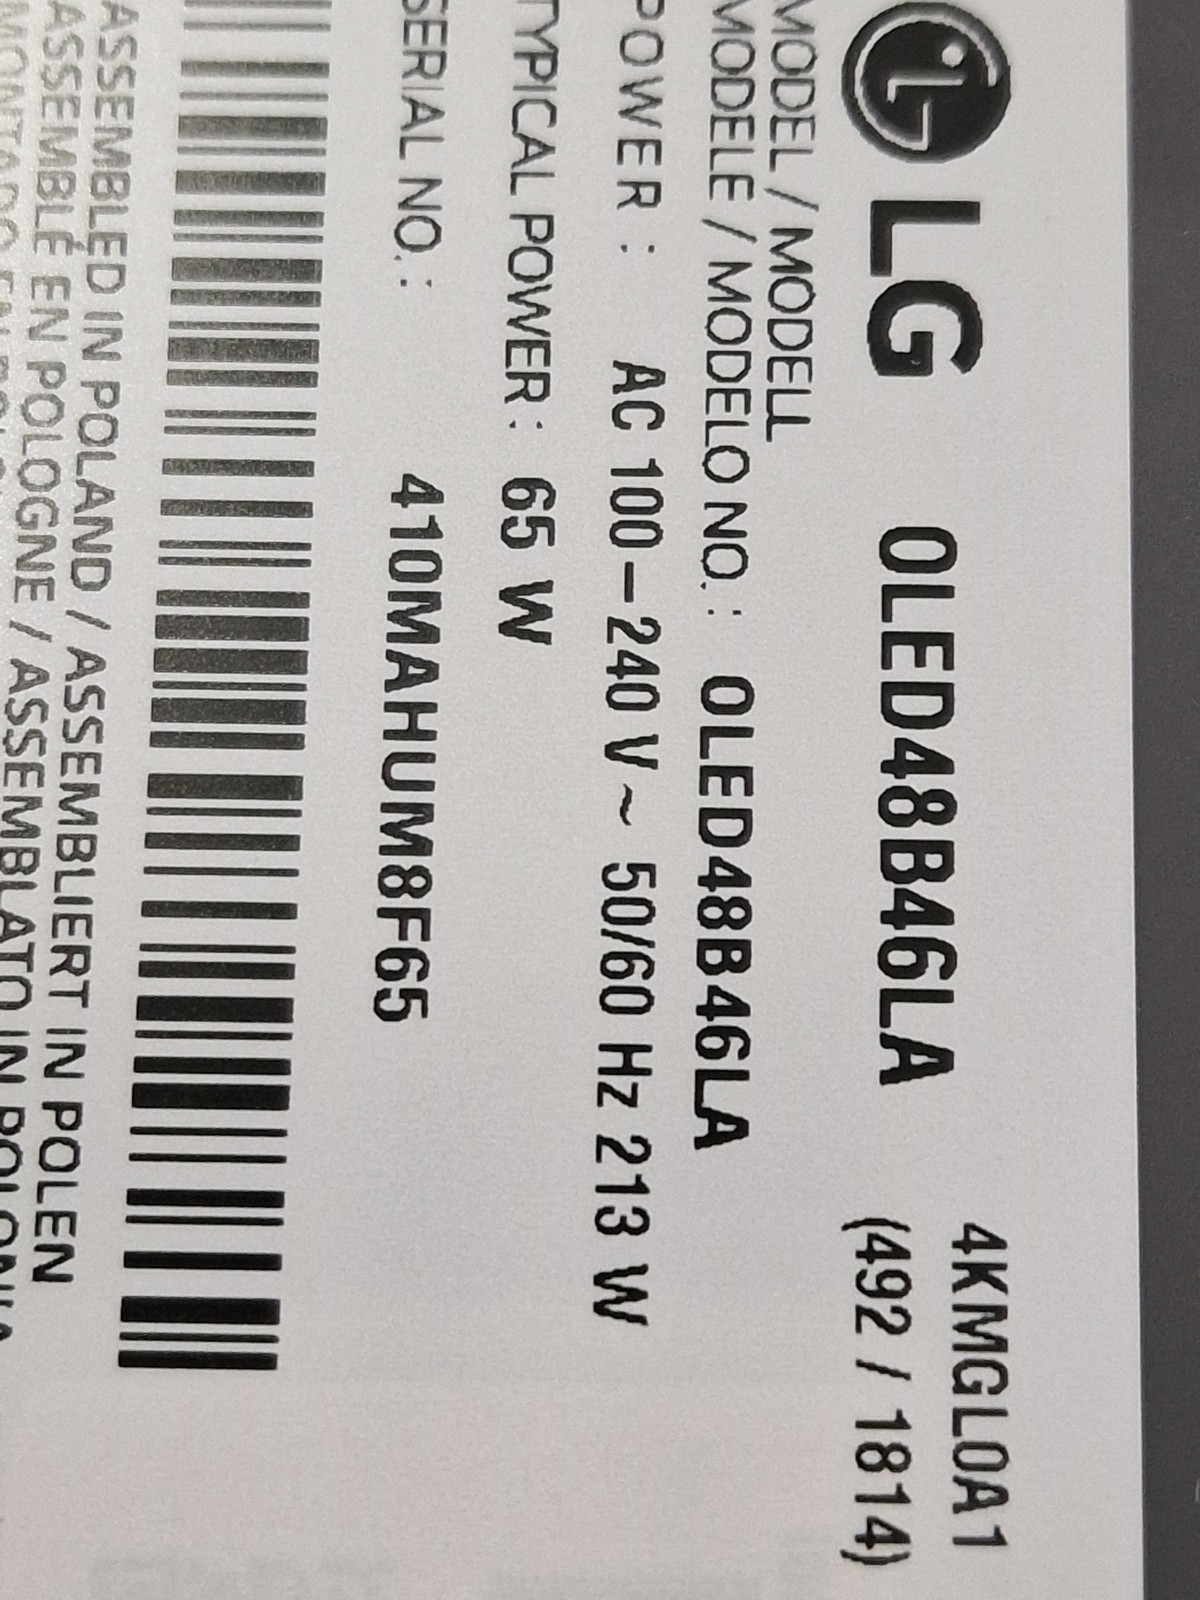 LG OLED48B46LA
4KMGL0A1
(492 / 1814)
MODEL / MODELL
MODELE / MODELO NO. : OLED48B46LA
POWER : AC 100-240 V~ 50/60 Hz 213 W
TYPICAL POWER : 65 W
SERIAL NO. : 410MAHUM8F65
ASSEMBLED IN POLAND / ASSEMBLIERT IN POLEN
ASSEMBLÉ EN POLOGNE / ASSEMBLATO IN POLONIA